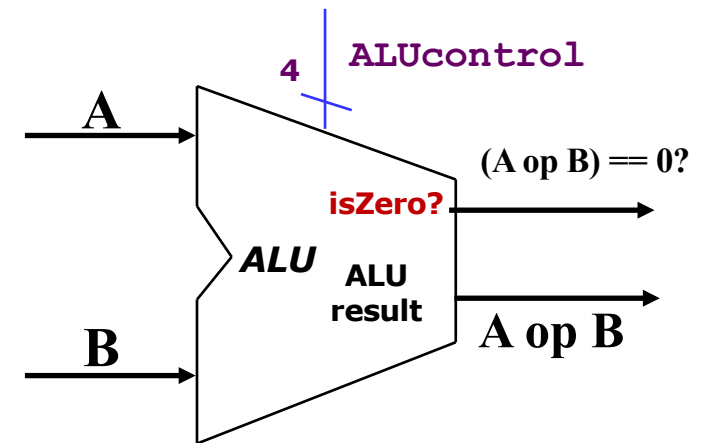 4
ALUcontrol
A
(A op B) == 0?
isZero?
ALU
ALU
result
A op B
B